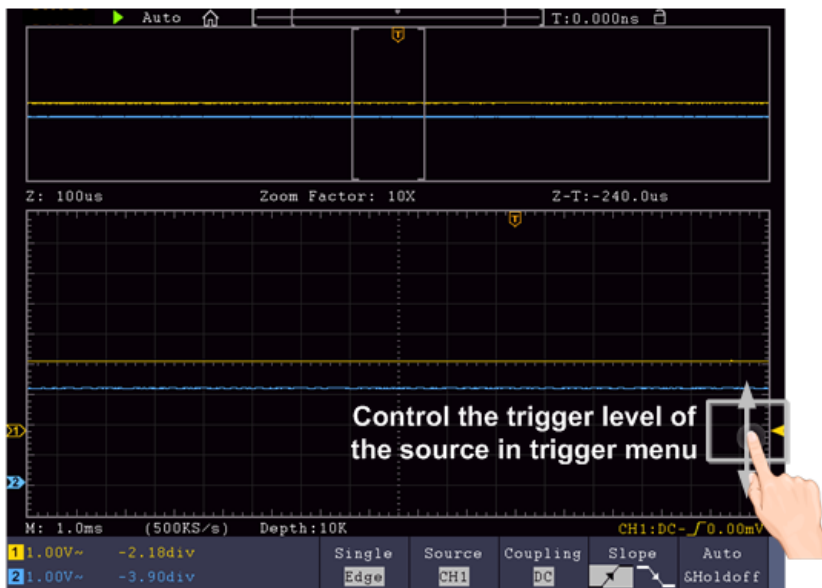 Auto T:0.000ns
T
Z: 100us Zoom Factor: 10X Z-T:-240.0us
T
Control the trigger level of
the source in trigger menu
1
2
M: 1.0ms (500KS/s) Depth:10K CH1:DC-∫0.00mV
1 1.00V~ -2.18div Single Source Coupling Slope Auto
2 1.00V~ -3.90div Edge CH1 DC &Holdoff